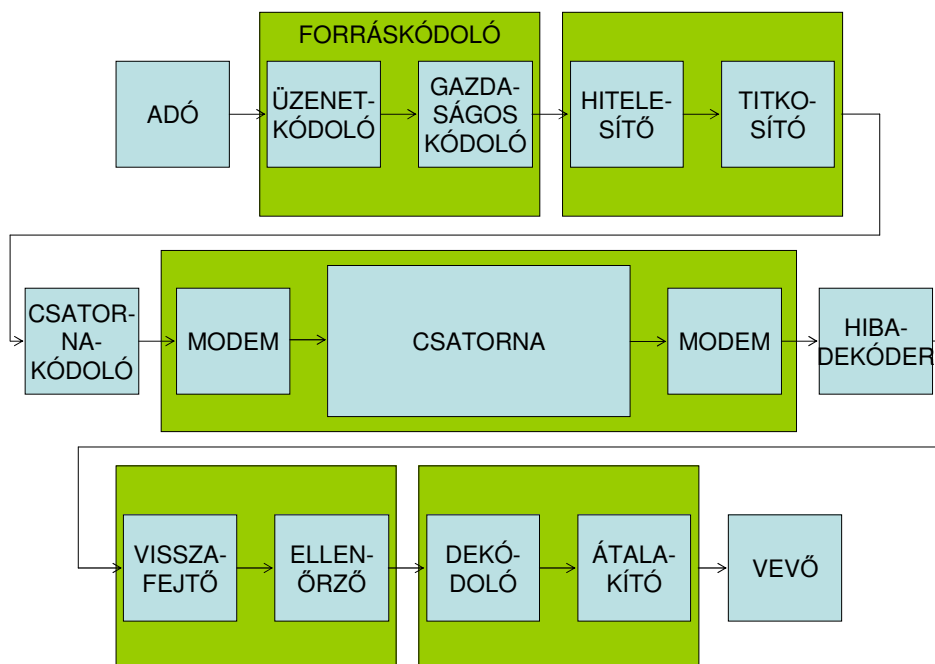 FORRÁSKÓDOLÓ
ADÓ
ÜZENET-
KÓDOLÓ
GAZDA-
SÁGOS
KÓDOLÓ
HITELE-
SÍTŐ
TITKO-
SÍTÓ
CSATOR-
NA-
KÓDOLÓ
MODEM
CSATORNA
MODEM
HIBA-
DEKÓDER
VISSZA-
FEJTŐ
ELLEN-
ŐRZŐ
DEKÓ-
DOLÓ
ÁTALA-
KÍTÓ
VEVŐ